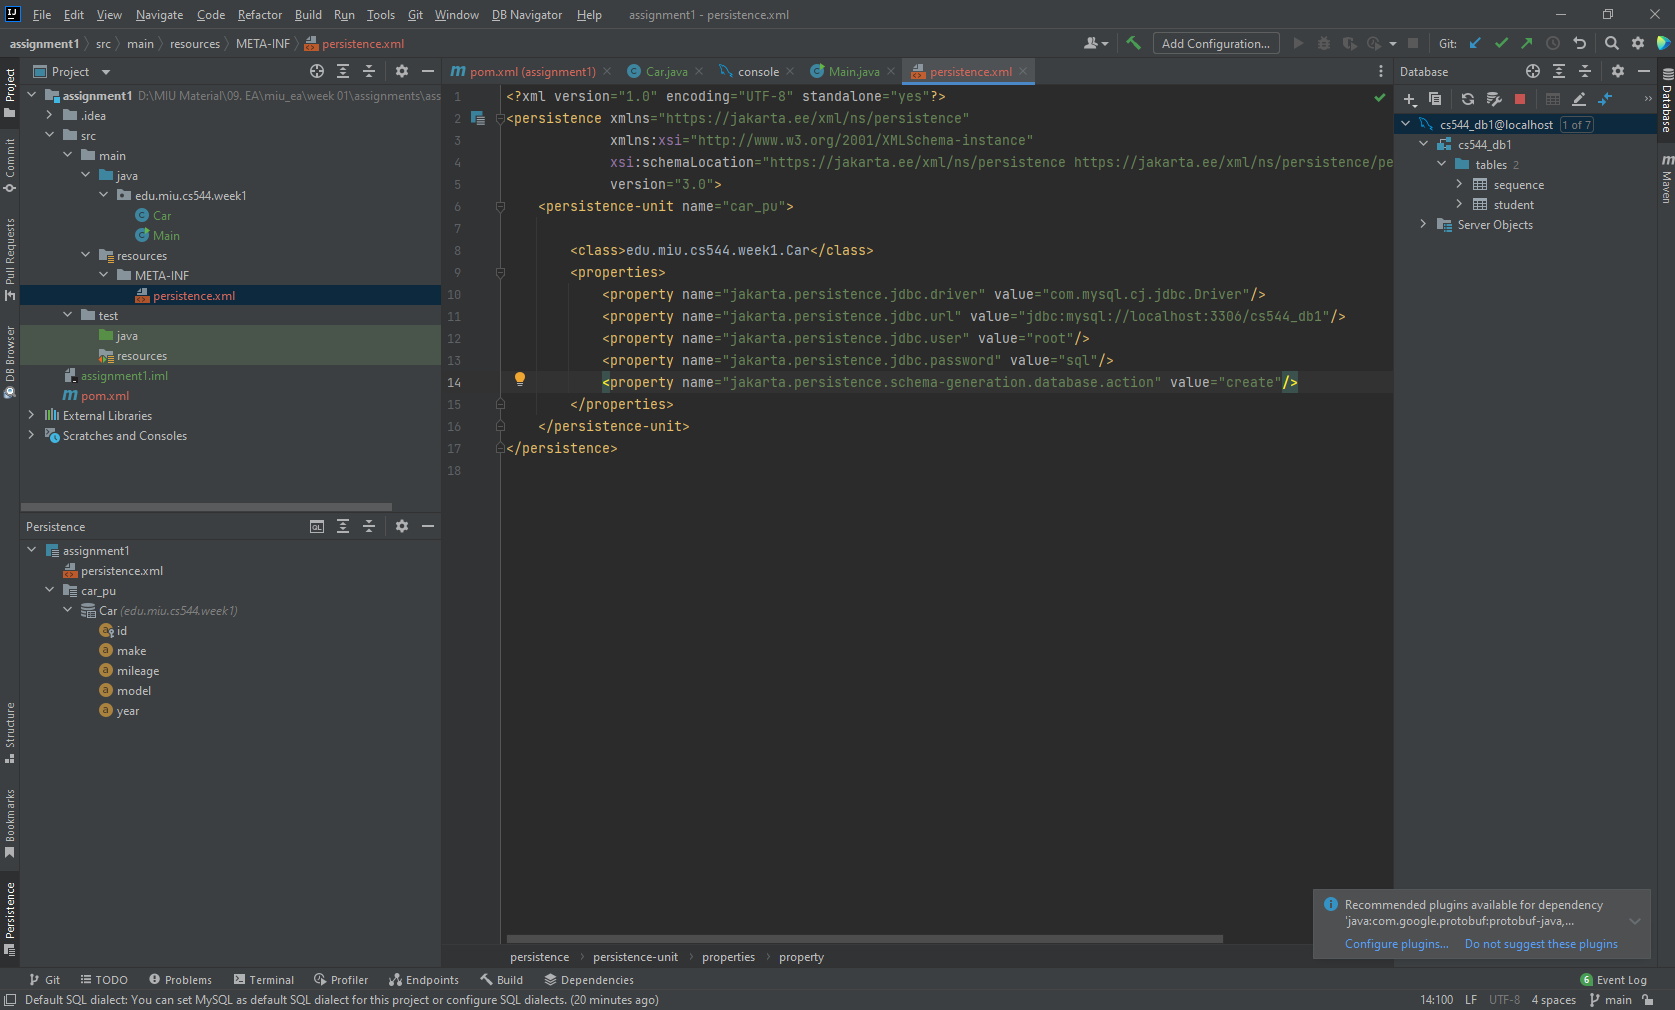 File Edit View Navigate Code Refactor Build Run Tools Git Window DB Navigator Help assignment1 - persistence.xml
assignment1 src main resources META-INF persistence.xml
Add Configuration...
Git:
Project
pom.xml (assignment1)
Car.java
console
Main.java
persistence.xml
Database
Project
Commit
Pull Requests
DB Browser
Structure
Bookmarks
Persistence
assignment1 D:\MIU Material\09. EA\miu_ea\week 01\assignments\ass
.idea
src
main
java
edu.miu.cs544.week1
Car
Main
resources
META-INF
persistence.xml
test
java
resources
assignment1.iml
pom.xml
External Libraries
Scratches and Consoles
Persistence
assignment1
persistence.xml
car_pu
Car (edu.miu.cs544.week1)
id
make
mileage
model
year
1 <?xml version="1.0" encoding="UTF-8" standalone="yes"?>
2 <persistence xmlns="https://jakarta.ee/xml/ns/persistence"
3 xmlns:xsi="http://www.w3.org/2001/XMLSchema-instance"
4 xsi:schemaLocation="https://jakarta.ee/xml/ns/persistence https://jakarta.ee/xml/ns/persistence/pe
5 version="3.0">
6 <persistence-unit name="car_pu">
7
8 <class>edu.miu.cs544.week1.Car</class>
9 <properties>
10 <property name="jakarta.persistence.jdbc.driver" value="com.mysql.cj.jdbc.Driver"/>
11 <property name="jakarta.persistence.jdbc.url" value="jdbc:mysql://localhost:3306/cs544_db1"/>
12 <property name="jakarta.persistence.jdbc.user" value="root"/>
13 <property name="jakarta.persistence.jdbc.password" value="sql"/>
14 <property name="jakarta.persistence.schema-generation.database.action" value="create"/>
15 </properties>
16 </persistence-unit>
17 </persistence>
18
persistence persistence-unit properties property
cs544_db1@localhost 1 of 7
cs544_db1
tables 2
sequence
student
Server Objects
Database
Maven
Recommended plugins available for dependency
'java:com.google.protobuf:protobuf-java,...
Configure plugins... Do not suggest these plugins
Git TODO Problems Terminal Profiler Endpoints Build Dependencies
6 Event Log
Default SQL dialect: You can set MySQL as default SQL dialect for this project or configure SQL dialects. (20 minutes ago)
14:100 LF UTF-8 4 spaces main